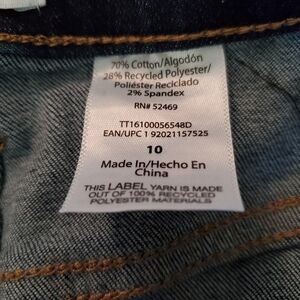 70% Cotton/Algodón
28% Recycled Polyester/
Poliéster Reciclado
2% Spandex
RN# 52469
TT16100056548D
EAN/UPC 1 92021157525
10
Made In/Hecho En
China
THIS LABEL YARN IS MADE
OUT OF 100% RECYCLED
POLYESTER MATERIALS